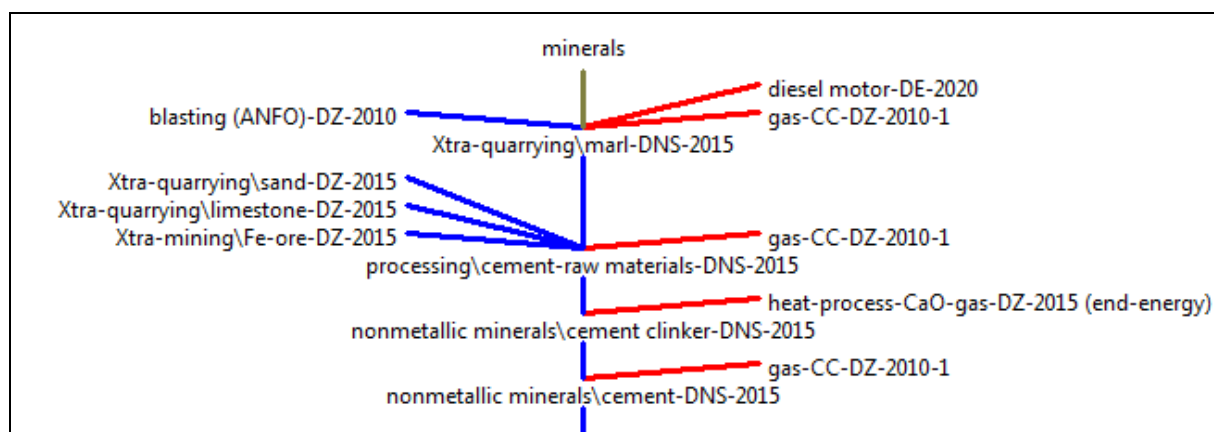 minerals
diesel motor-DE-2020
blasting (ANFO)-DZ-2010
gas-CC-DZ-2010-1
Xtra-quarrying\marl-DNS-2015
Xtra-quarrying\sand-DZ-2015
Xtra-quarrying\limestone-DZ-2015
Xtra-mining\Fe-ore-DZ-2015
gas-CC-DZ-2010-1
processing\cement-raw materials-DNS-2015
heat-process-CaO-gas-DZ-2015 (end-energy)
nonmetallic minerals\cement clinker-DNS-2015
gas-CC-DZ-2010-1
nonmetallic minerals\cement-DNS-2015